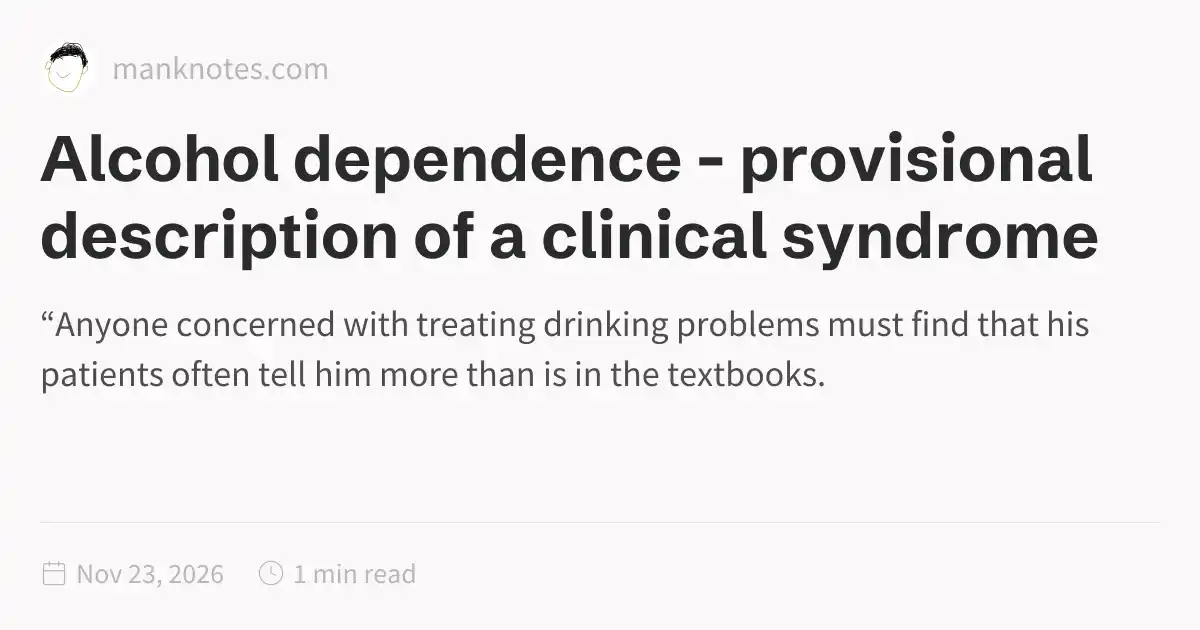 manknotes.com
Alcohol dependence - provisional
description of a clinical syndrome
“Anyone concerned with treating drinking problems must find that his
patients often tell him more than is in the textbooks.
Nov 23, 2026 1 min read